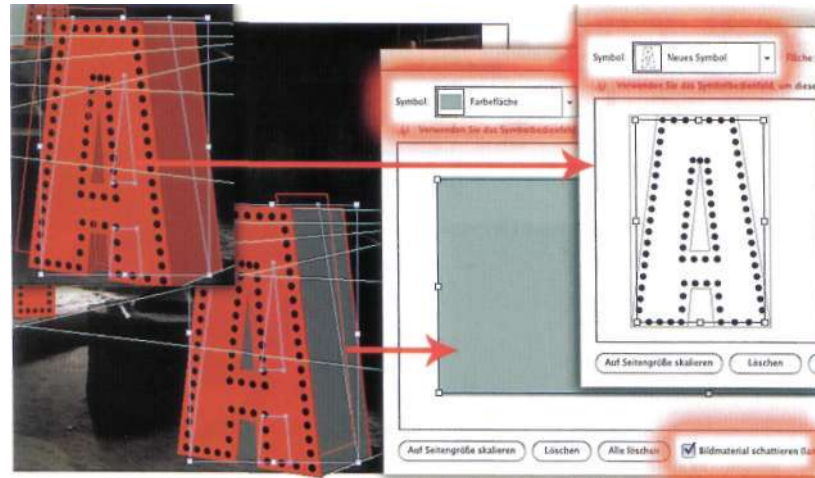 Symbol: Neues Symbol Fläche:
Verwenden Sie das Symbolbedienfeld, um diese
Auf Seitengröße skalieren Löschen
Symbol: Farbefläche
Verwenden Sie das Symbolbedienfeld
Auf Seitengröße skalieren Löschen Alle löschen Bildmaterial schattieren
A
A
A